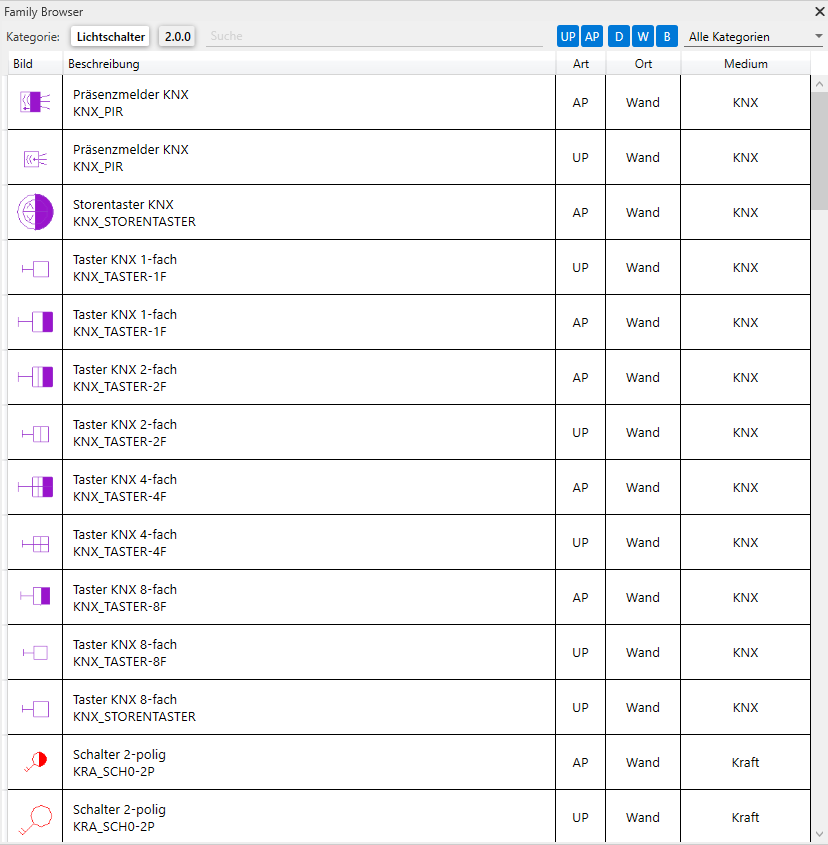 Family Browser
Kategorie: Lichtschalter 2.0.0 Suche UP AP D W B Alle Kategorien
Bild Beschreibung Art Ort Medium
Präsenzmelder KNX
KNX_PIR
AP Wand KNX
Präsenzmelder KNX
KNX_PIR
UP Wand KNX
Storentaster KNX
KNX_STORENTASTER
AP Wand KNX
Taster KNX 1-fach
KNX_TASTER-1F
UP Wand KNX
Taster KNX 1-fach
KNX_TASTER-1F
AP Wand KNX
Taster KNX 2-fach
KNX_TASTER-2F
AP Wand KNX
Taster KNX 2-fach
KNX_TASTER-2F
UP Wand KNX
Taster KNX 4-fach
KNX_TASTER-4F
AP Wand KNX
Taster KNX 4-fach
KNX_TASTER-4F
UP Wand KNX
Taster KNX 8-fach
KNX_TASTER-8F
AP Wand KNX
Taster KNX 8-fach
KNX_TASTER-8F
UP Wand KNX
Taster KNX 8-fach
KNX_STORENTASTER
UP Wand KNX
Schalter 2-polig
KRA_SCH0-2P
AP Wand Kraft
Schalter 2-polig
KRA_SCH0-2P
UP Wand Kraft